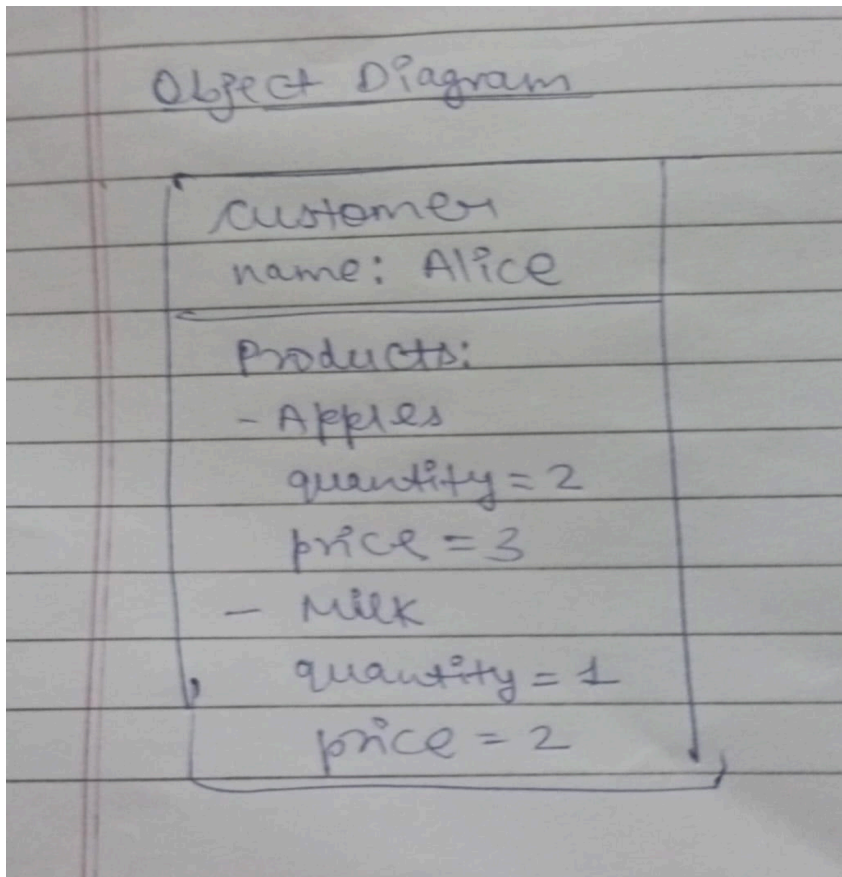 Object Diagram
customer
name: Alice
Products:
- Apples
quantity = 2
price = 3
- Milk
quantity = 1
price = 2